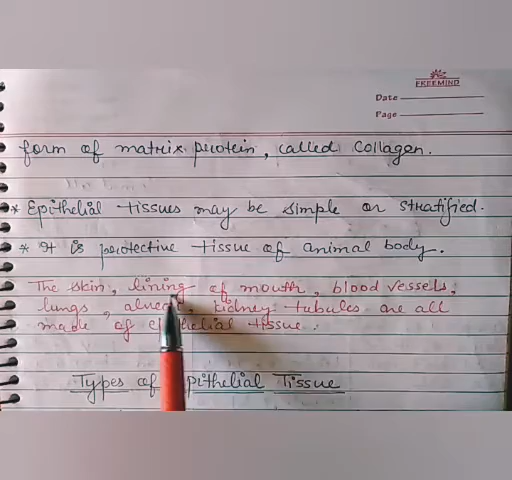 FREEMIND
Date
Page
form of matrix protein, called Collagen.
* Epithelial tissues may be simple or stratified.
* It is protective tissue of animal body.
The skin, lining of mouth, blood vessels,
lungs, kidney tubules are all
made of tissue.
Types of Epithelial Tissue